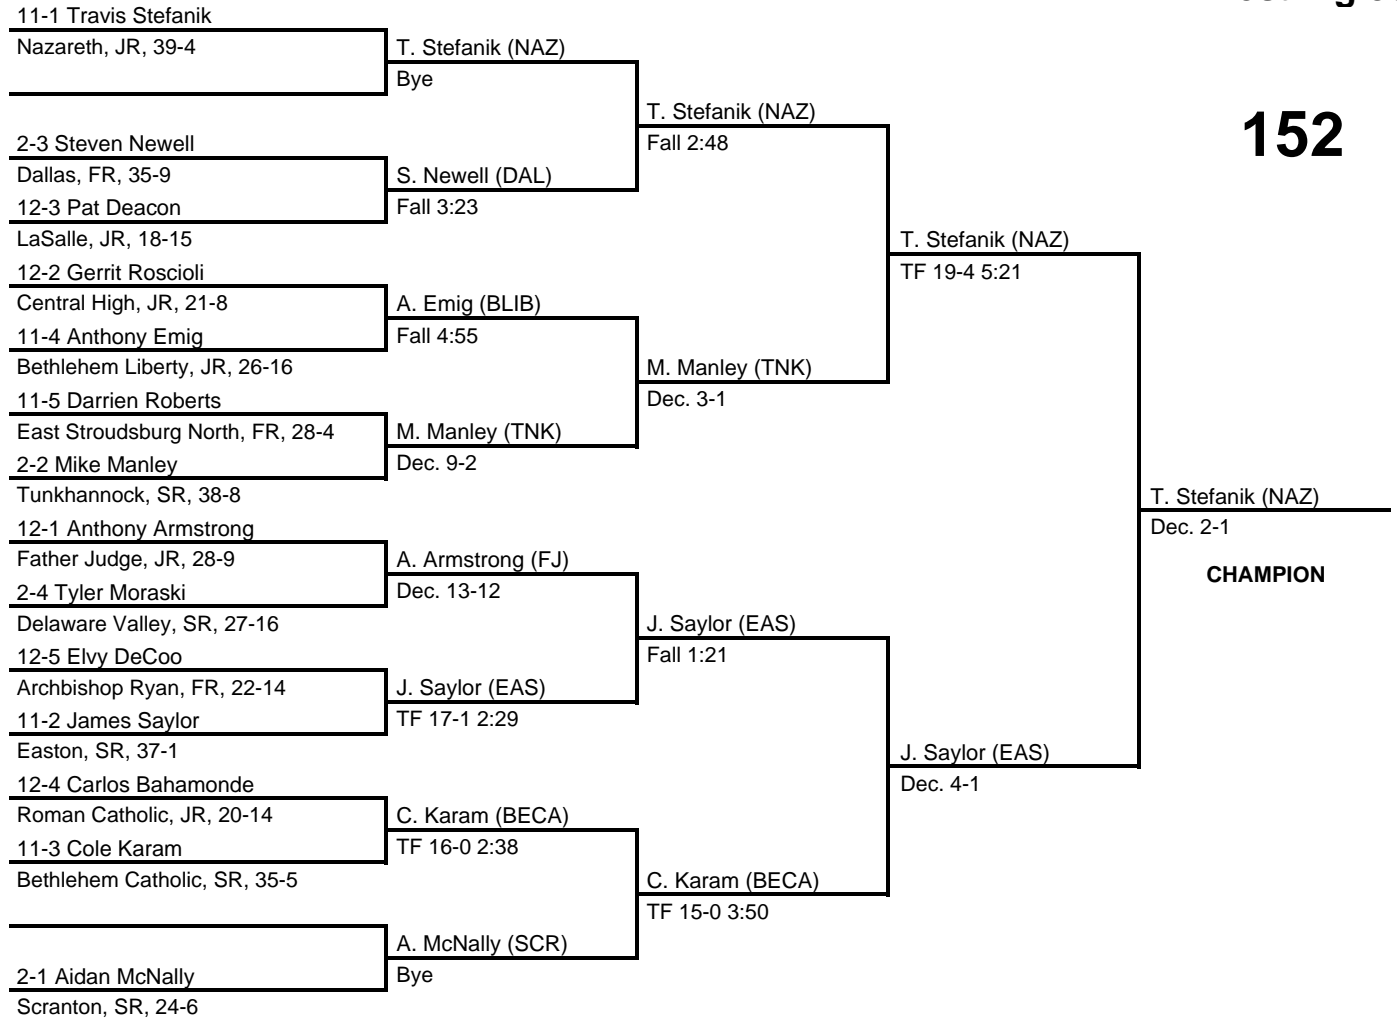 11-1 Travis Stefanik
Nazareth, JR, 39-4
T. Stefanik (NAZ)
Bye
T. Stefanik (NAZ)
Fall 2:48
152
2-3 Steven Newell
Dallas, FR, 35-9
S. Newell (DAL)
12-3 Pat Deacon
Fall 3:23
LaSalle, JR, 18-15
T. Stefanik (NAZ)
TF 19-4 5:21
12-2 Gerrit Roscioli
Central High, JR, 21-8
A. Emig (BLIB)
11-4 Anthony Emig
Fall 4:55
Bethlehem Liberty, JR, 26-16
M. Manley (TNK)
Dec. 3-1
11-5 Darrien Roberts
East Stroudsburg North, FR, 28-4
M. Manley (TNK)
2-2 Mike Manley
Dec. 9-2
Tunkhannock, SR, 38-8
T. Stefanik (NAZ)
Dec. 2-1
CHAMPION
12-1 Anthony Armstrong
Father Judge, JR, 28-9
A. Armstrong (FJ)
2-4 Tyler Moraski
Dec. 13-12
Delaware Valley, SR, 27-16
J. Saylor (EAS)
Fall 1:21
12-5 Elvy DeCoo
Archbishop Ryan, FR, 22-14
J. Saylor (EAS)
11-2 James Saylor
TF 17-1 2:29
Easton, SR, 37-1
J. Saylor (EAS)
Dec. 4-1
12-4 Carlos Bahamonde
Roman Catholic, JR, 20-14
C. Karam (BECA)
11-3 Cole Karam
TF 16-0 2:38
Bethlehem Catholic, SR, 35-5
C. Karam (BECA)
TF 15-0 3:50
A. McNally (SCR)
2-1 Aidan McNally
Bye
Scranton, SR, 24-6